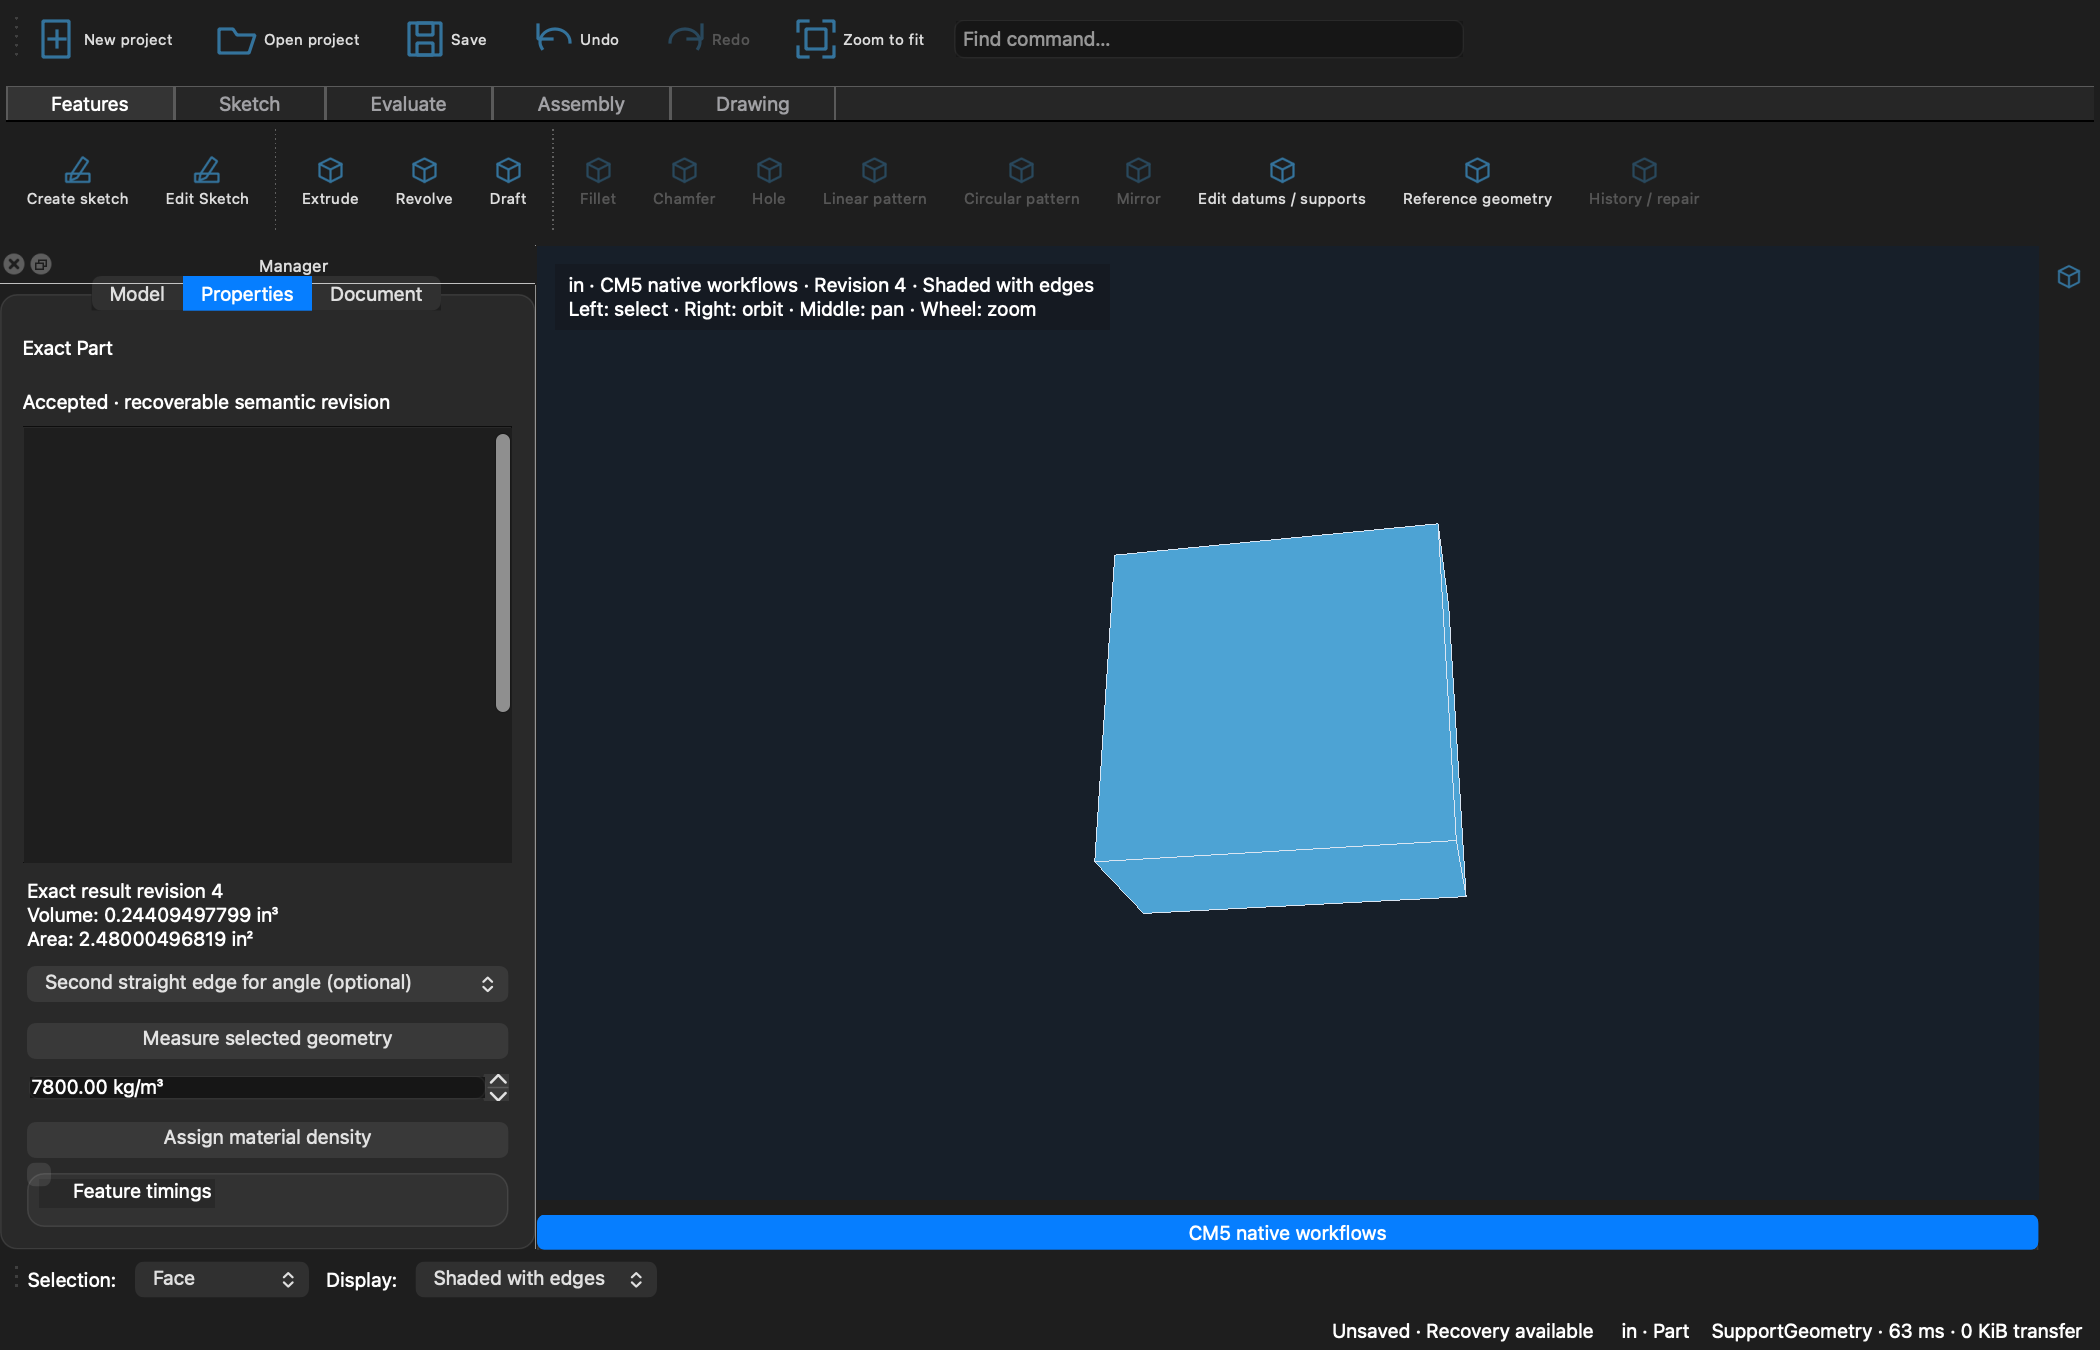 New project
Open project
Save
Undo
Redo
Zoom to fit
Find command...
Features
Sketch
Evaluate
Assembly
Drawing
Create sketch
Edit Sketch
Extrude
Revolve
Draft
Fillet
Chamfer
Hole
Linear pattern
Circular pattern
Mirror
Edit datums / supports
Reference geometry
History / repair
Manager
Model
Properties
Document
Exact Part
Accepted · recoverable semantic revision
Exact result revision 4
Volume: 0.24409497799 in³
Area: 2.48000496819 in²
Second straight edge for angle (optional)
Measure selected geometry
7800.00 kg/m³
Assign material density
Feature timings
in · CM5 native workflows · Revision 4 · Shaded with edges
Left: select · Right: orbit · Middle: pan · Wheel: zoom
CM5 native workflows
Selection:
Face
Display:
Shaded with edges
Unsaved · Recovery available
in · Part
SupportGeometry · 63 ms · 0 KiB transfer